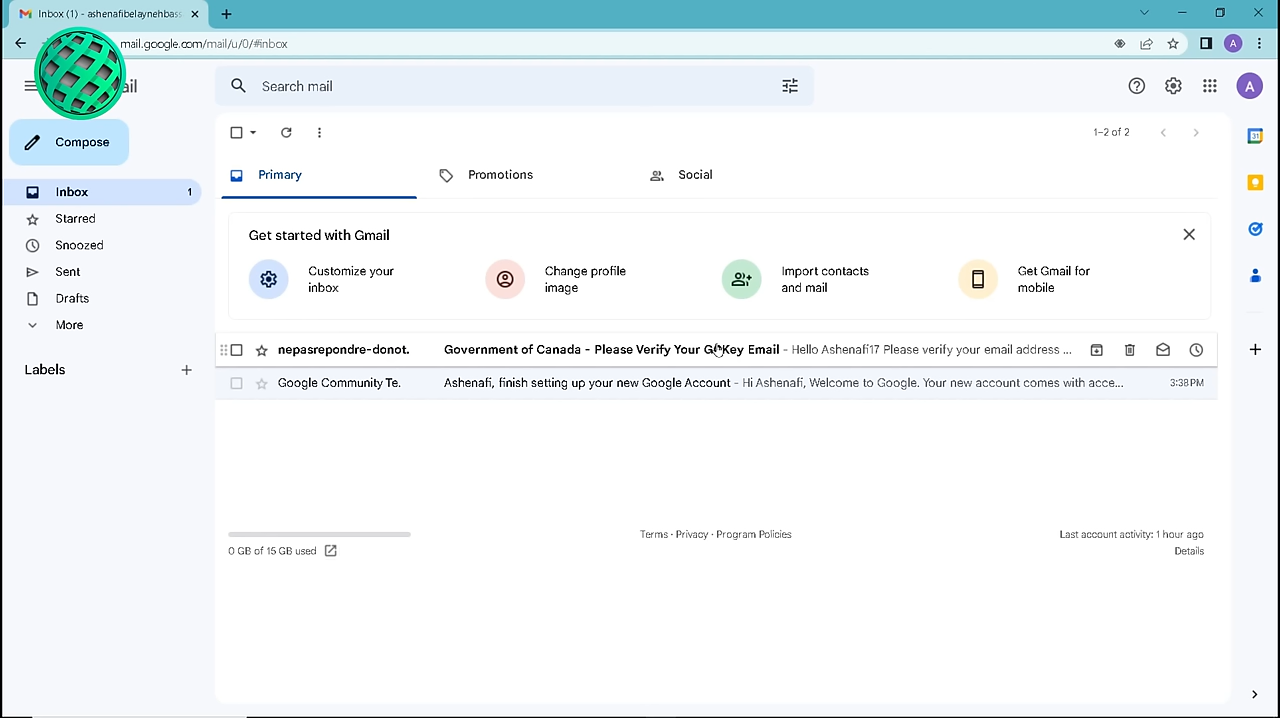 Inbox (1) - ashenafibelaynehbass
mail.google.com/mail/u/0/#inbox
Search mail
A
Compose
1-2 of 2
31
Primary
Promotions
Social
Inbox 1
Starred
Snoozed
Sent
Drafts
More
Labels
Get started with Gmail
Customize your
inbox
Change profile
image
Import contacts
and mail
Get Gmail for
mobile
nepasrepondre-donot. Government of Canada - Please Verify Your GCKey Email - Hello Ashenafi17 Please verify your email address ...
Google Community Te. Ashenafi, finish setting up your new Google Account - Hi Ashenafi, Welcome to Google. Your new account comes with acce... 3:38 PM
0 GB of 15 GB used
Terms · Privacy · Program Policies
Last account activity: 1 hour ago
Details